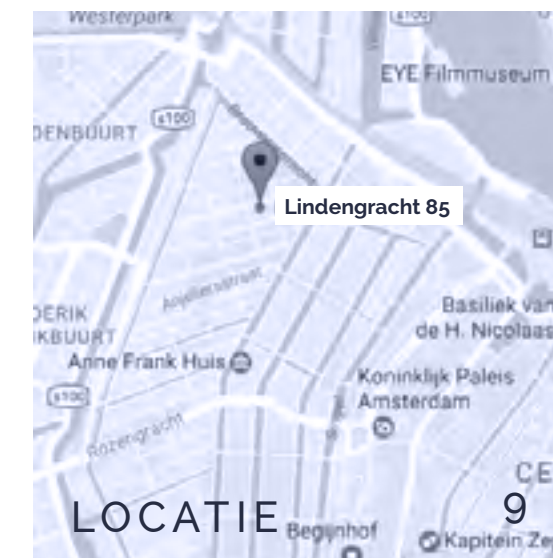 Westerpark
s100
EYE Filmmuseum
s100
DENBUURT
Lindengracht 85
Anjeliersstraat
DERIK
KBUURT
Basiliek van
de H. Nicolaas
Anne Frank Huis
s100
Koninklijk Paleis
Amsterdam
Rozengracht
CE
LOCATIE
9
Begijnhof
Kapitein Ze